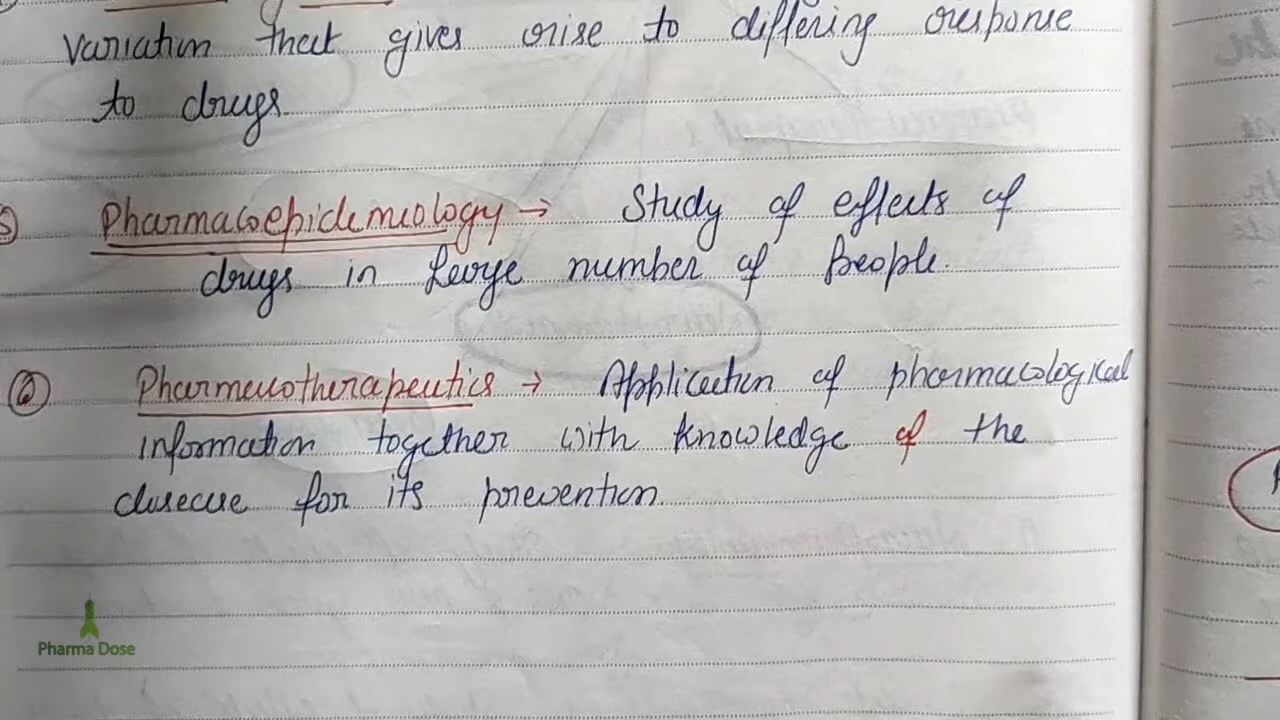 variation that gives rise to differing response
to drugs.
5 Pharmacoepidemiology → Study of effects of
drugs in Large number of People.
6 Pharmacotherapeutics → Application of pharmacological
information together with knowledge of the
disease for its prevention.
Pharma Dose